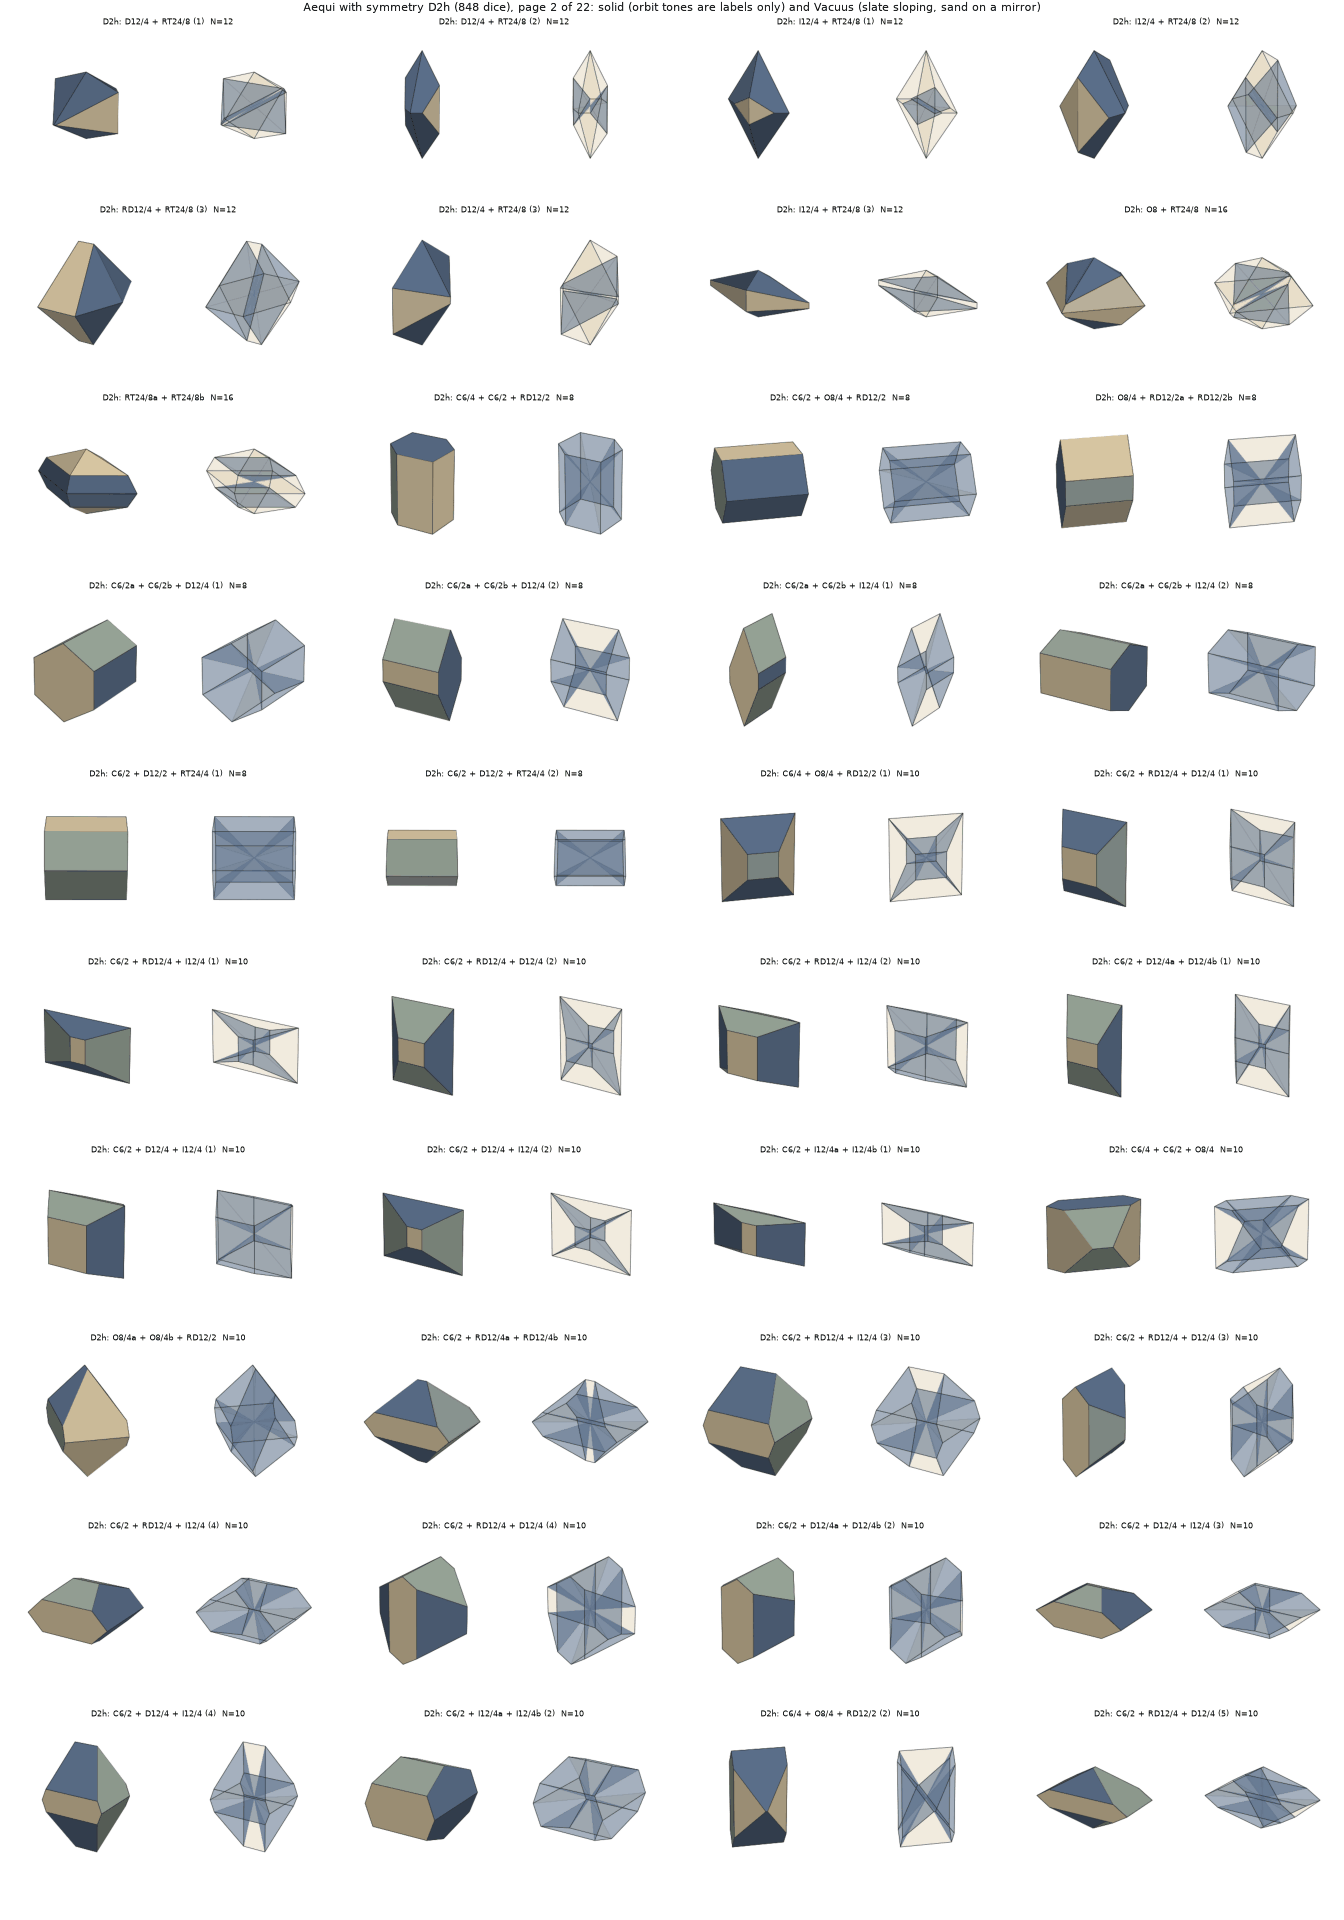 Aequi with symmetry D2h (848 dice), page 2 of 22: solid (orbit tones are labels only) and Vacuus (slate sloping, sand on a mirror)
D2h: D12/4 + RT24/8 (1) N=12
D2h: D12/4 + RT24/8 (2) N=12
D2h: I12/4 + RT24/8 (1) N=12
D2h: I12/4 + RT24/8 (2) N=12
D2h: RD12/4 + RT24/8 (3) N=12
D2h: D12/4 + RT24/8 (3) N=12
D2h: I12/4 + RT24/8 (3) N=12
D2h: O8 + RT24/8 N=16
D2h: RT24/8a + RT24/8b N=16
D2h: C6/4 + C6/2 + RD12/2 N=8
D2h: C6/2 + O8/4 + RD12/2 N=8
D2h: O8/4 + RD12/2a + RD12/2b N=8
D2h: C6/2a + C6/2b + D12/4 (1) N=8
D2h: C6/2a + C6/2b + D12/4 (2) N=8
D2h: C6/2a + C6/2b + I12/4 (1) N=8
D2h: C6/2a + C6/2b + I12/4 (2) N=8
D2h: C6/2 + D12/2 + RT24/4 (1) N=8
D2h: C6/2 + D12/2 + RT24/4 (2) N=8
D2h: C6/4 + O8/4 + RD12/2 (1) N=10
D2h: C6/2 + RD12/4 + D12/4 (1) N=10
D2h: C6/2 + RD12/4 + I12/4 (1) N=10
D2h: C6/2 + RD12/4 + D12/4 (2) N=10
D2h: C6/2 + RD12/4 + I12/4 (2) N=10
D2h: C6/2 + D12/4a + D12/4b (1) N=10
D2h: C6/2 + D12/4 + I12/4 (1) N=10
D2h: C6/2 + D12/4 + I12/4 (2) N=10
D2h: C6/2 + I12/4a + I12/4b (1) N=10
D2h: C6/4 + C6/2 + O8/4 N=10
D2h: O8/4a + O8/4b + RD12/2 N=10
D2h: C6/2 + RD12/4a + RD12/4b N=10
D2h: C6/2 + RD12/4 + I12/4 (3) N=10
D2h: C6/2 + RD12/4 + D12/4 (3) N=10
D2h: C6/2 + RD12/4 + I12/4 (4) N=10
D2h: C6/2 + RD12/4 + D12/4 (4) N=10
D2h: C6/2 + D12/4a + D12/4b (2) N=10
D2h: C6/2 + D12/4 + I12/4 (3) N=10
D2h: C6/2 + D12/4 + I12/4 (4) N=10
D2h: C6/2 + I12/4a + I12/4b (2) N=10
D2h: C6/4 + O8/4 + RD12/2 (2) N=10
D2h: C6/2 + RD12/4 + D12/4 (5) N=10